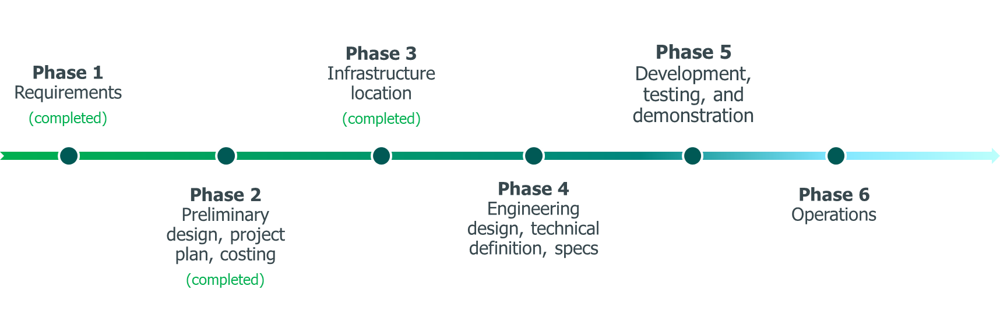 Phase 1
Requirements
(completed)
Phase 2
Preliminary
design, project
plan, costing
(completed)
Phase 3
Infrastructure
location
(completed)
Phase 4
Engineering
design, technical
definition, specs
Phase 5
Development,
testing, and
demonstration
Phase 6
Operations